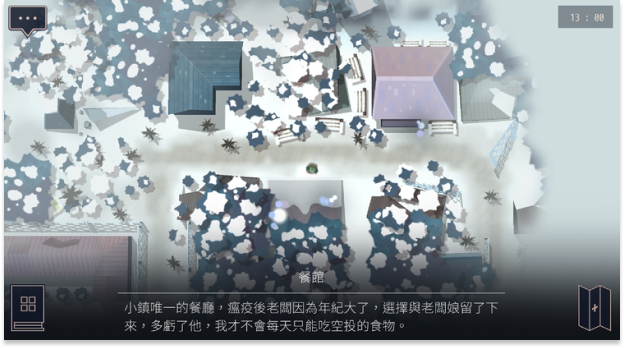 13 : 00
餐館
小鎮唯一的餐廳，瘟疫後老闆因為年紀大了，選擇與老闆娘留了下
來，多虧了他，我才不會每天只能吃空投的食物。